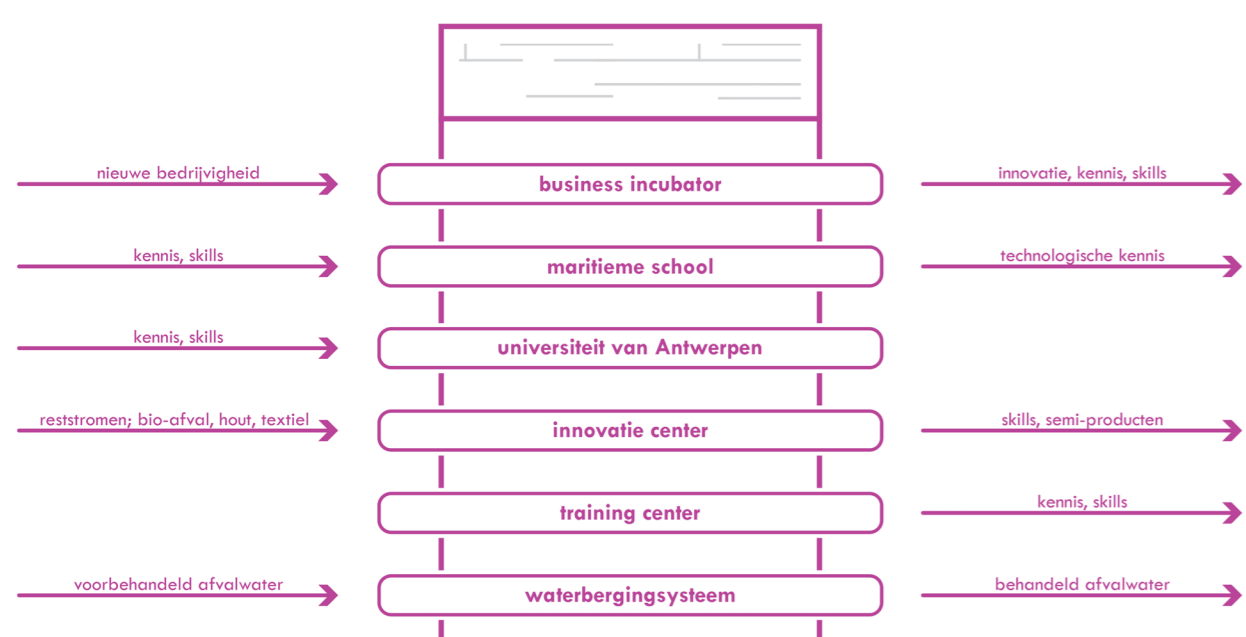 nieuwe bedrijvigheid
business incubator
innovatie, kennis, skills
kennis, skills
maritieme school
technologische kennis
kennis, skills
universiteit van Antwerpen
reststromen; bio-afval, hout, textiel
innovatie center
skills, semi-producten
training center
kennis, skills
voorbehandeld afvalwater
waterbergingsysteem
behandeld afvalwater